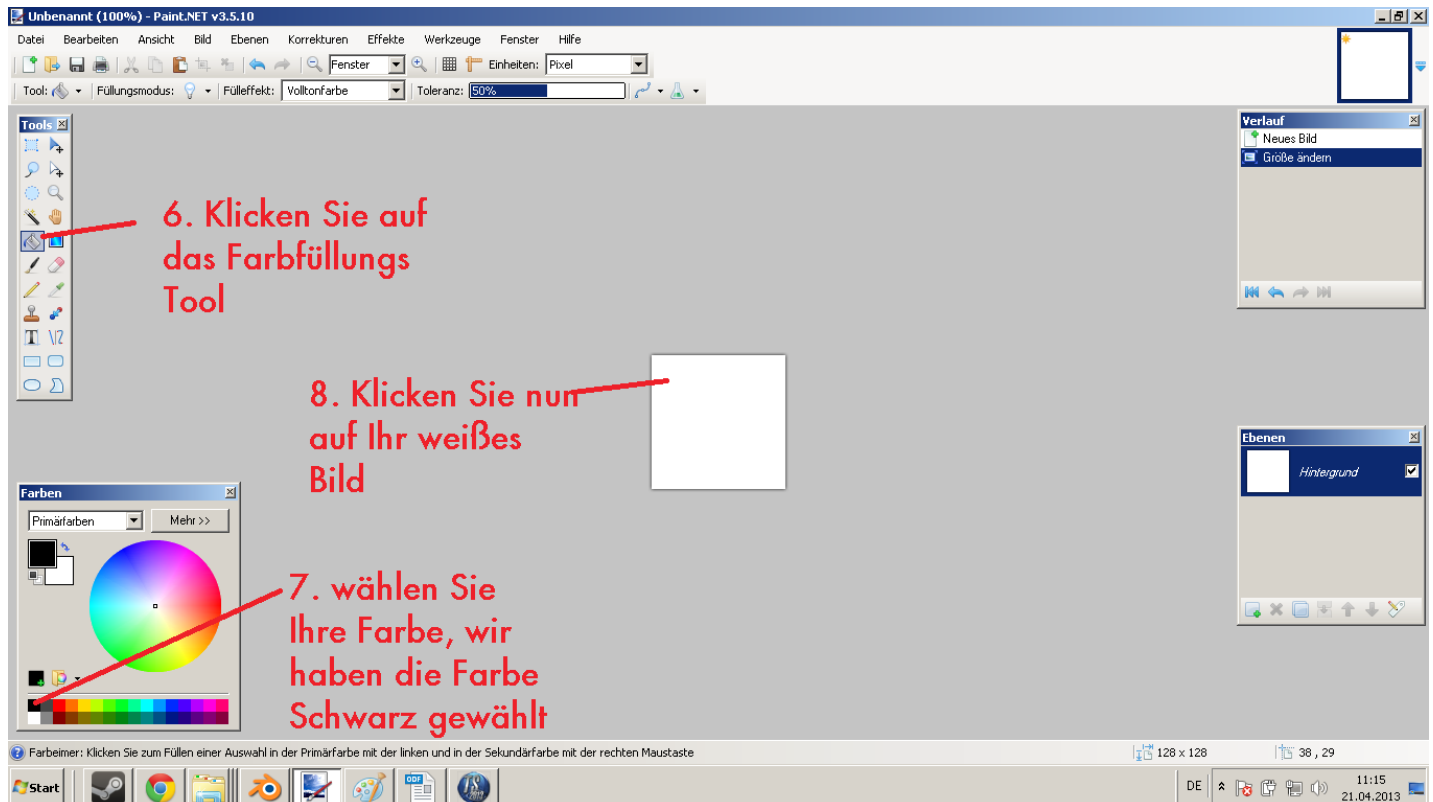 Unbenannt (100%) - Paint.NET v3.5.10
Datei Bearbeiten Ansicht Bild Ebenen Korrekturen Effekte Werkzeuge Fenster Hilfe
Fenster Einheiten: Pixel
Tool: Füllungsmodus: Fülleffekt: Volltonfarbe Toleranz: 50%
Tools
Verlauf
Neues Bild
Größe ändern
6. Klicken Sie auf
das Farbfüllungs
Tool
8. Klicken Sie nun
auf Ihr weißes
Bild
Ebenen
Hintergrund
Farben
Primärfarben Mehr >>
7. wählen Sie
Ihre Farbe, wir
haben die Farbe
Schwarz gewählt
Farbeimer: Klicken Sie zum Füllen einer Auswahl in der Primärfarbe mit der linken und in der Sekundärfarbe mit der rechten Maustaste
128 x 128
38 , 29
Start
ODF
DE
11:15
21.04.2013